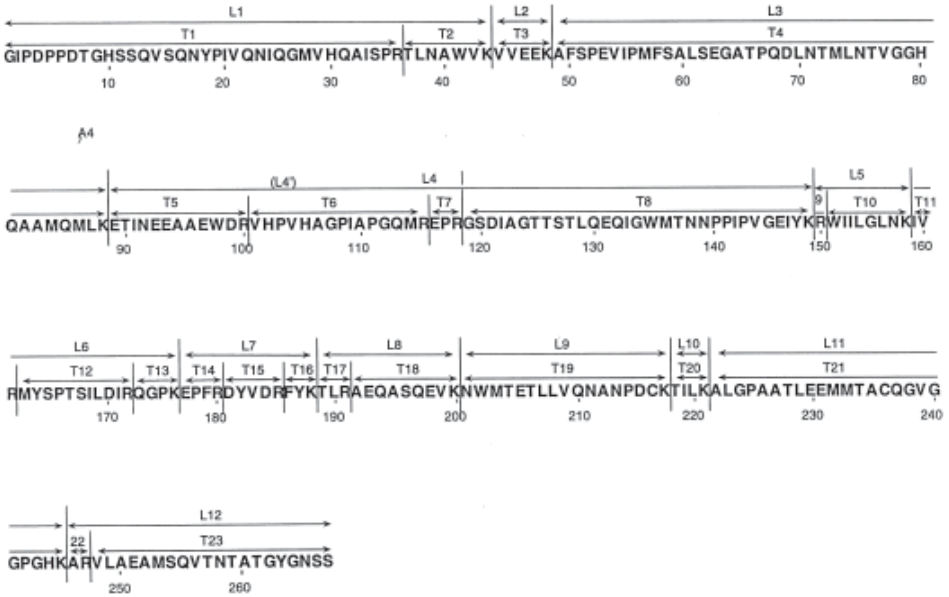 L1 L2 L3
T1 T2 T3 T4
GIPDPPDTGHSSQVSQNYPIVQNIQGMVHQAISPRTLNAWVKVVEEKAFSPEVIPMFSALSEGATPQDLNTMLNTVGGH
10 20 30 40 50 60 70 80
A4
(L4') L4 L5
T5 T6 T7 T8 9 T10 T11
QAAMQMLKETINEEAAEWDRVHPVHAGPIAPGQMREPRGSDIAGTTSTLQEQIGWMTNNPPIPVGEIYKRWIILGLNKIV
90 100 110 120 130 140 150 160
L6 L7 L8 L9 L10 L11
T12 T13 T14 T15 T16 T17 T18 T19 T20 T21
RMYSPTSILDIRQGPKEPFRDYVDRFYKTLRAEQASQEVKNWMTETLLVQNANPDCKTILKALGPAATLEEMMTACQGVG
170 180 190 200 210 220 230 240
L12
22 T23
GPGHKARVLAEAMSQVTNTATGYGNSS
250 260